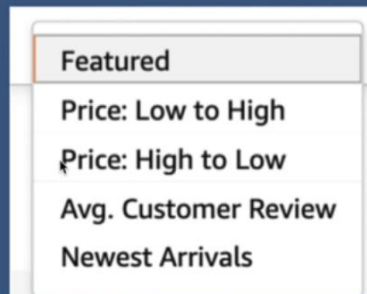 Featured
Price: Low to High
Price: High to Low
Avg. Customer Review
Newest Arrivals